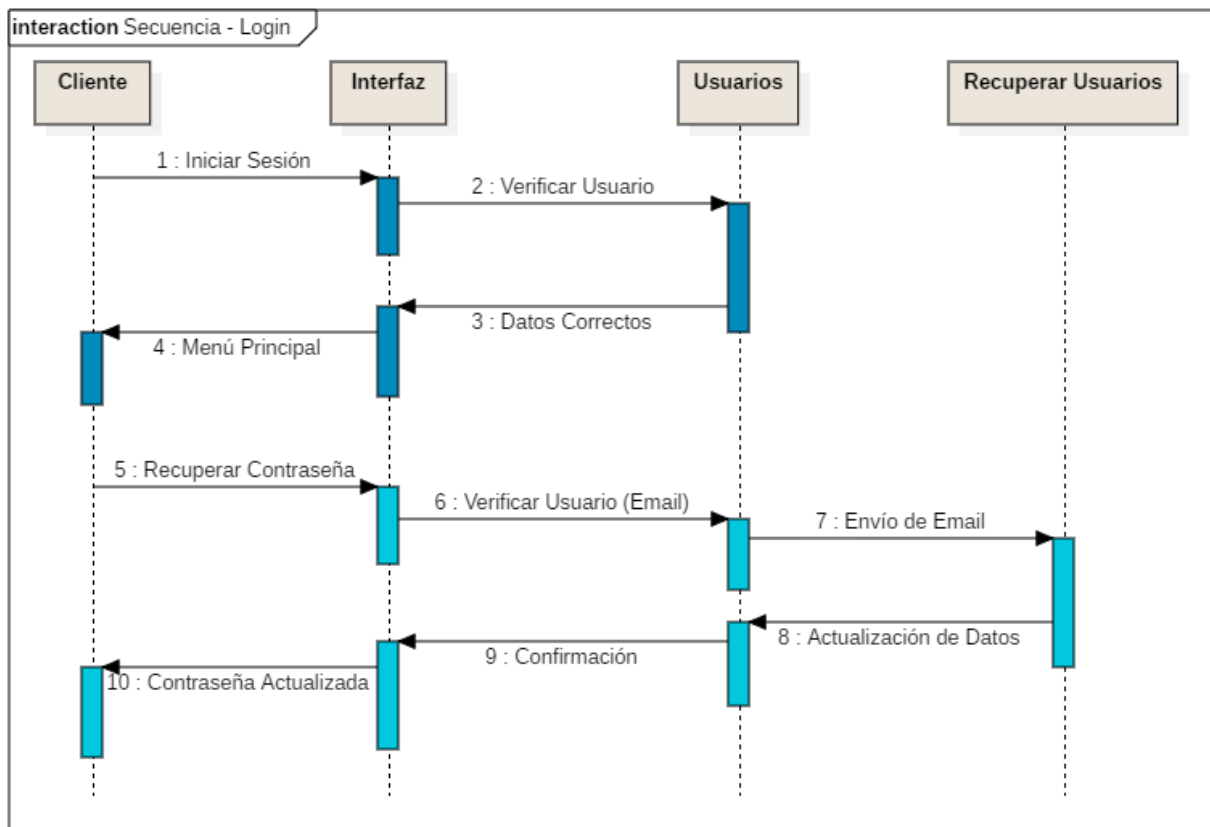 interaction Secuencia - Login
Cliente
Interfaz
Usuarios
Recuperar Usuarios
1 : Iniciar Sesión
2 : Verificar Usuario
3 : Datos Correctos
4 : Menú Principal
5 : Recuperar Contraseña
6 : Verificar Usuario (Email)
7 : Envío de Email
8 : Actualización de Datos
9 : Confirmación
10 : Contraseña Actualizada